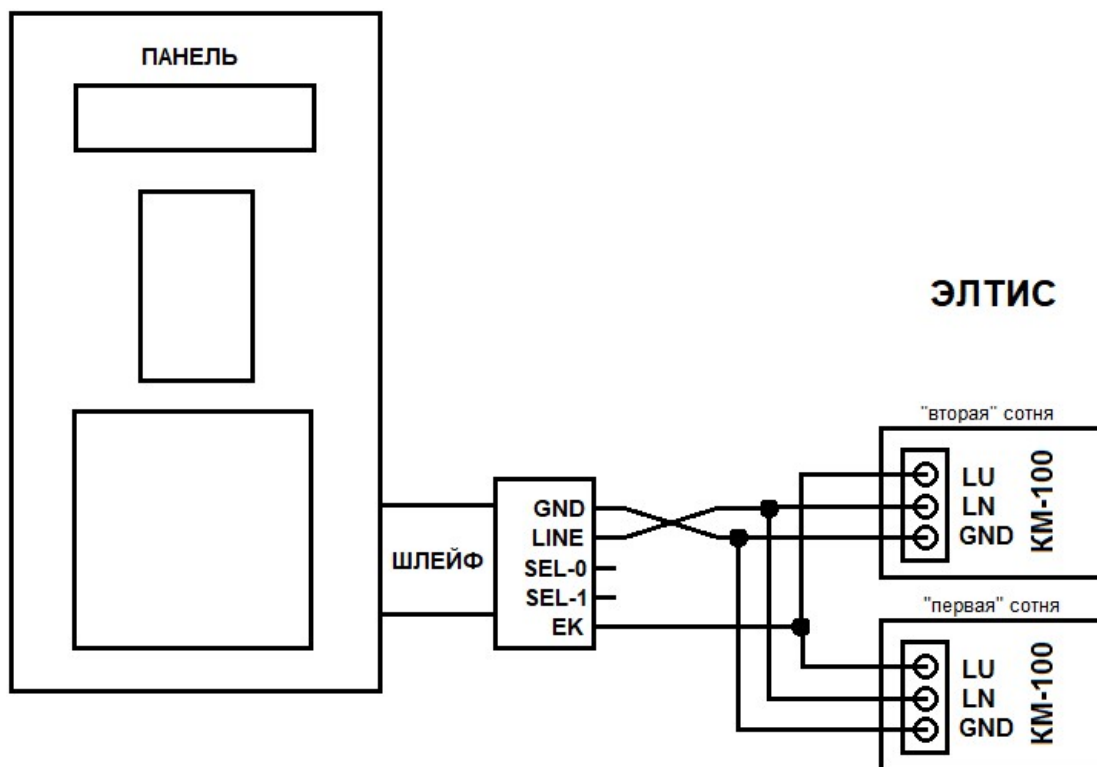 ПАНЕЛЬ
ЭЛТИС
ШЛЕЙФ
GND
LINE
SEL-0
SEL-1
EK
"вторая" сотня
LU
LN
GND
КМ-100
"первая" сотня
LU
LN
GND
КМ-100